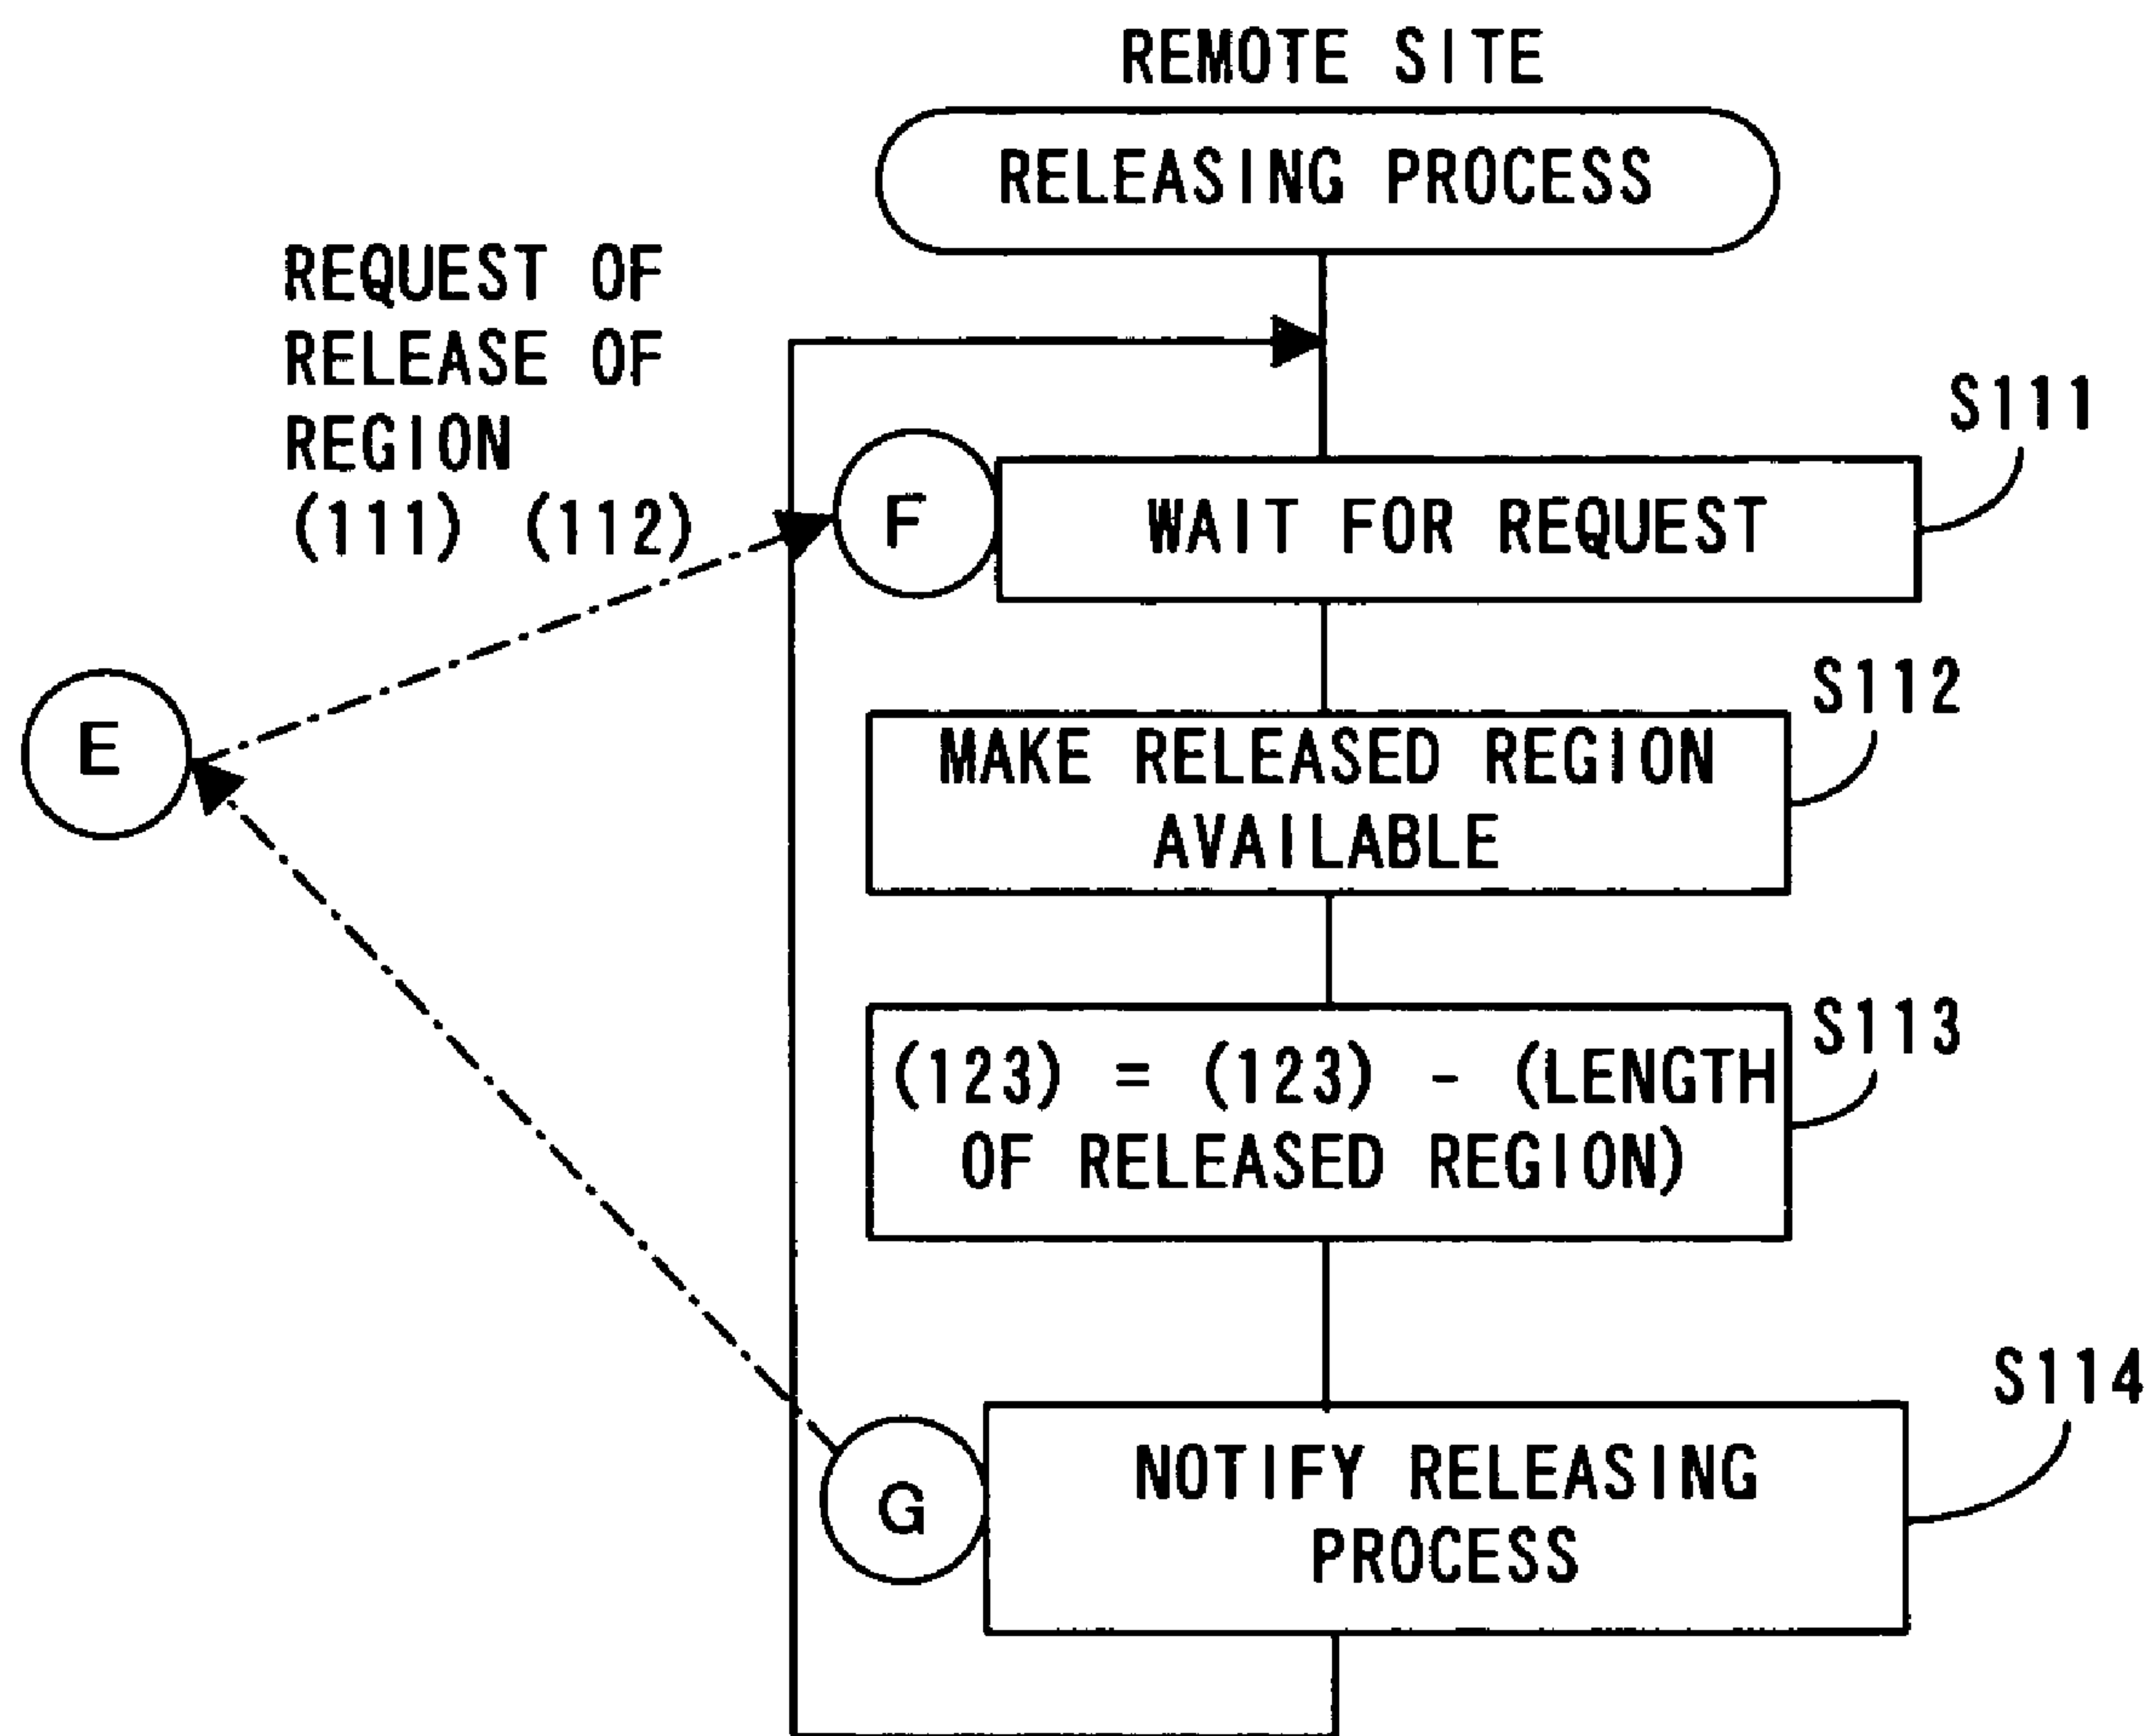 REMOTE SITE
RELEASING PROCESS
REQUEST OF
RELEASE OF
REGION
(111) (112)
S111
F
WAIT FOR REQUEST
E
S112
MAKE RELEASED REGION
AVAILABLE
S113
(123) = (123) - (LENGTH
OF RELEASED REGION)
S114
G
NOTIFY RELEASING
PROCESS